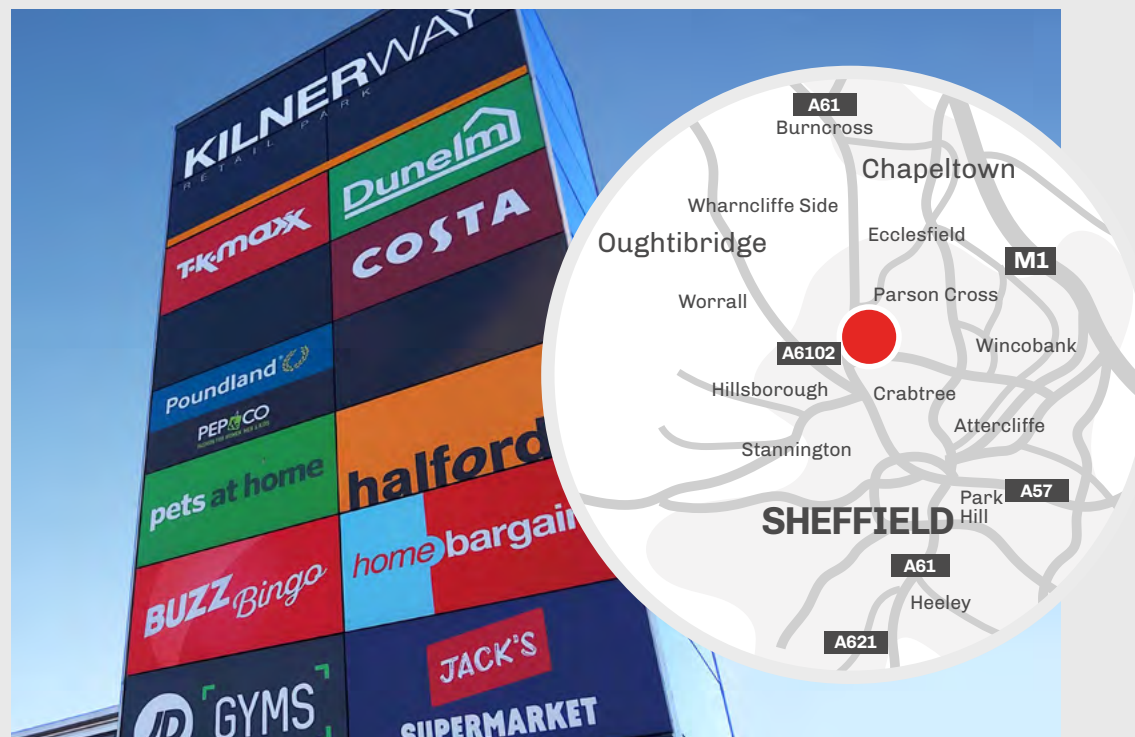 KILNERWAY
RETAIL PARK
TK maxx
Dunelm
COSTA
Poundland
PEP&CO
pets at home
halford
BUZZ Bingo
home bargain
JD GYMS
JACK'S
SUPERMARKET
A61
Burncross
Chapeltown
Wharncliffe Side
Oughtibridge
Ecclesfield
M1
Worrall
Parson Cross
A6102
Wincobank
Hillsborough
Crabtree
Attercliffe
Stannington
Park
Hill
A57
SHEFFIELD
A61
Heeley
A621